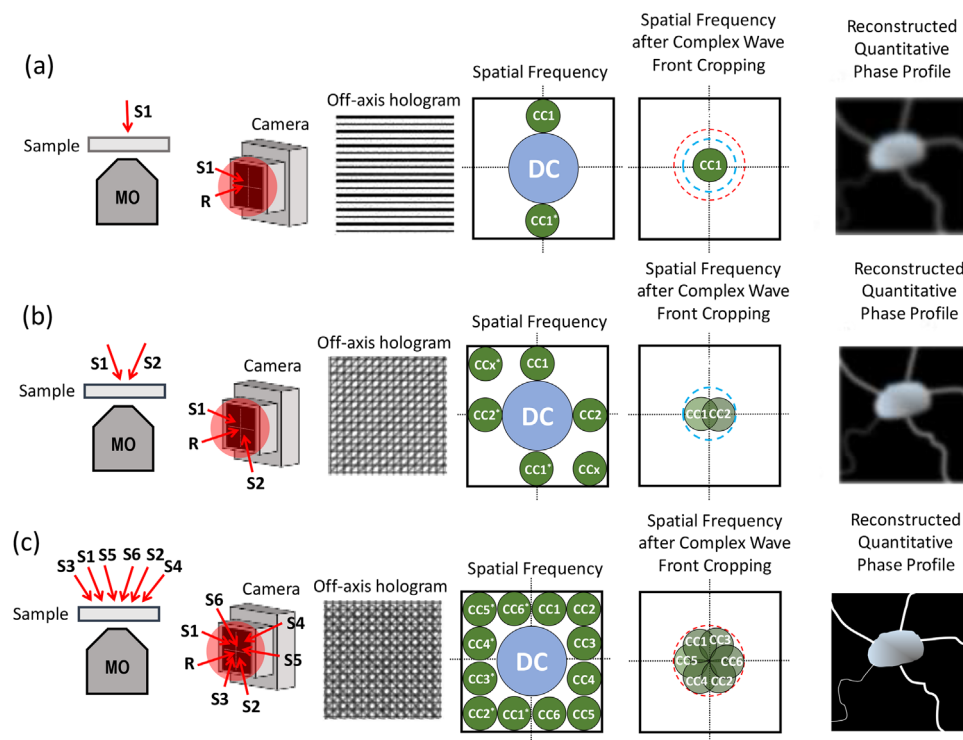 (a)
S1
Sample
MO
Camera
S1
R
Off-axis hologram
Spatial Frequency
CC1
DC
CC1*
Spatial Frequency
after Complex Wave
Front Cropping
CC1
Reconstructed
Quantitative
Phase Profile
(b)
S1 S2
Sample
MO
Camera
S1
R
S2
Off-axis hologram
Spatial Frequency
CCx* CC1
CC2* DC CC2
CC1* CCx
Spatial Frequency
after Complex Wave
Front Cropping
CC1 CC2
Reconstructed
Quantitative
Phase Profile
(c)
S3 S1 S5 S6 S2 S4
Sample
MO
Camera
S6
S1 S4
R S5
S3 S2
Off-axis hologram
Spatial Frequency
CC5* CC6* CC1 CC2
CC4* CC3
DC
CC3* CC4
CC2* CC1* CC6 CC5
Spatial Frequency
after Complex Wave
Front Cropping
CC1 CC3
CC5 CC6
CC4 CC2
Reconstructed
Quantitative
Phase Profile